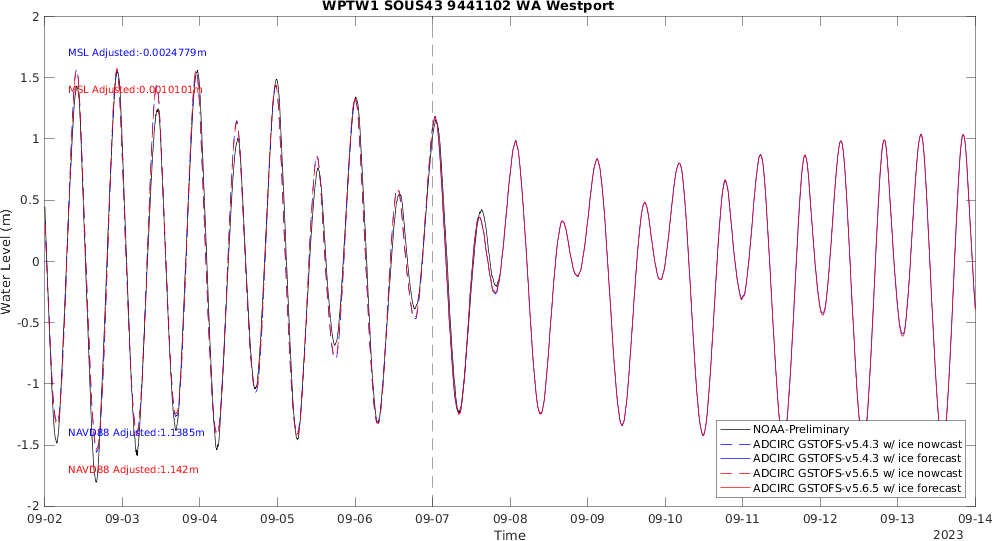 WPTW1 SOUS43 9441102 WA Westport
2
1.5
1
0.5
0
-0.5
-1
-1.5
-2
Water Level (m)
MSL Adjusted:-0.0024779m
MSL Adjusted:0.0010101m
NAVD88 Adjusted:1.1385m
NAVD88 Adjusted:1.142m
NOAA-Preliminary
ADCIRC GSTOFS-v5.4.3 w/ ice nowcast
ADCIRC GSTOFS-v5.4.3 w/ ice forecast
ADCIRC GSTOFS-v5.6.5 w/ ice nowcast
ADCIRC GSTOFS-v5.6.5 w/ ice forecast
09-02 09-03 09-04 09-05 09-06 09-07 09-08 09-09 09-10 09-11 09-12 09-13 09-14
Time
2023